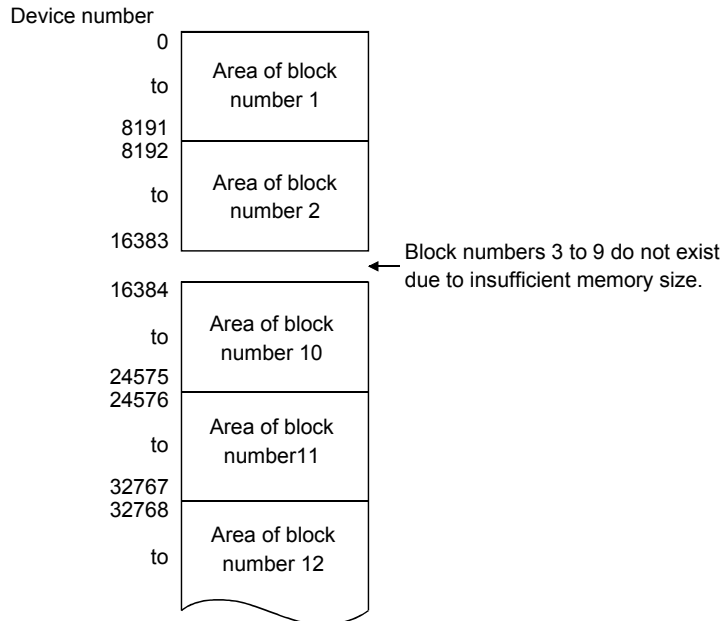 Device number
0
to
8191
Area of block
number 1
8192
to
16383
Area of block
number 2
Block numbers 3 to 9 do not exist
due to insufficient memory size.
16384
to
24575
Area of block
number 10
24576
to
32767
Area of block
number11
32768
to
Area of block
number 12